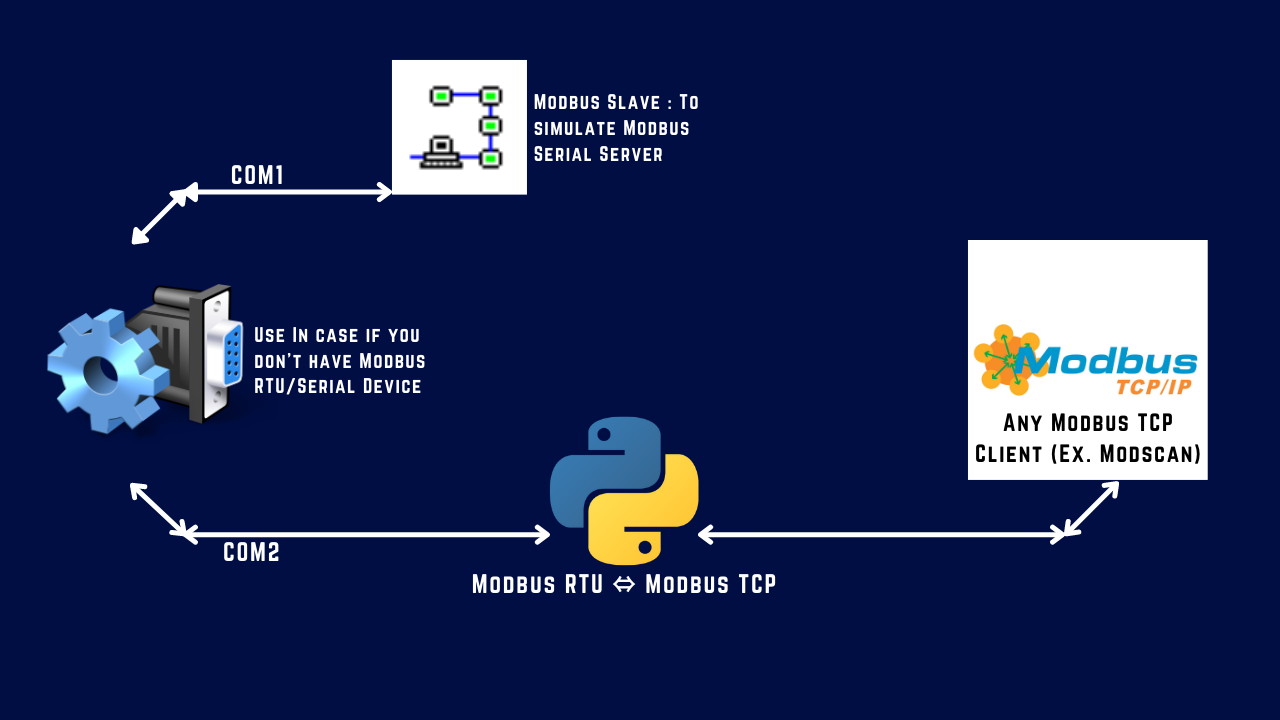 Modbus Slave : To
simulate Modbus
Serial Server
COM1
Use In case if you
don't have Modbus
RTU/Serial Device
Modbus
TCP/IP
Any Modbus TCP
Client (Ex. Modscan)
COM2
Modbus RTU ⇔ Modbus TCP